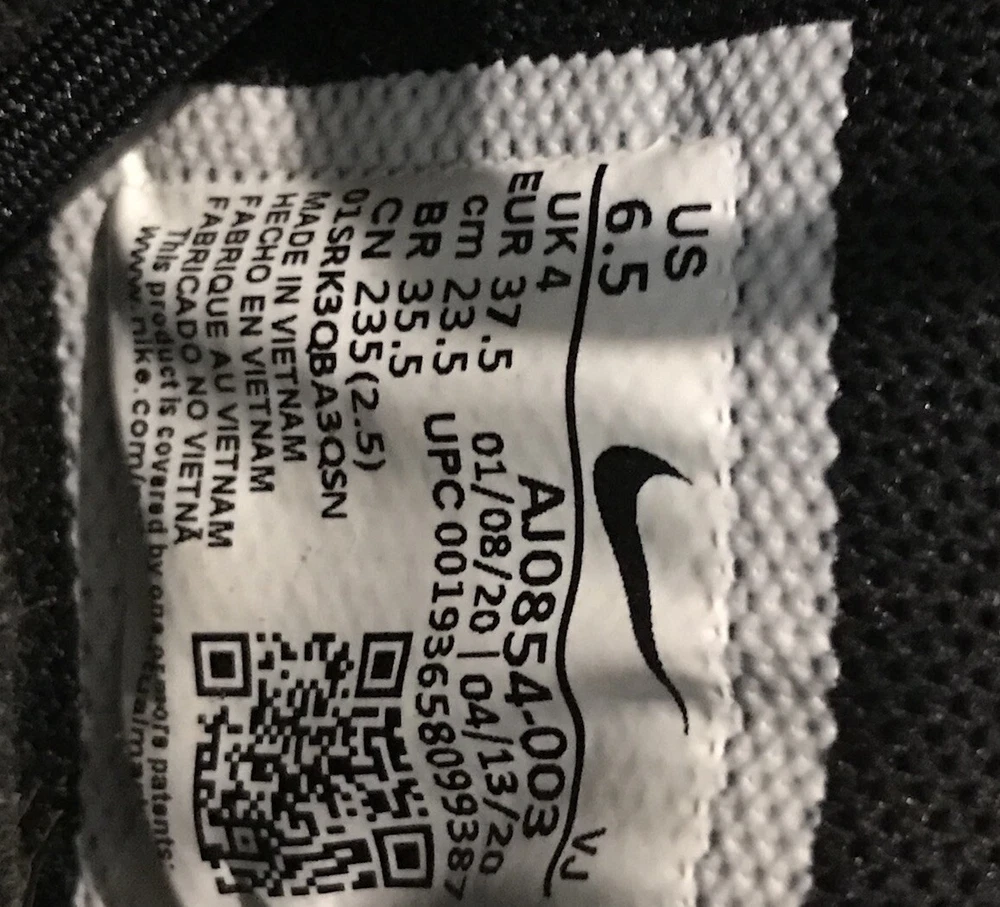 US
6.5
VJ
UK 4
EUR 37.5
cm 23.5
BR 35.5
CN 235(2.5)
AJ0854-003
01/08/20 | 04/13/20
UPC 00193658099387
01SRK3QBA3QSN
MADE IN VIETNAM
HECHO EN VIETNAM
FABRIQUE AU VIETNAM
FABRICADO NO VIETNÃ
This product is covered by one or more patents:
www.nike.com/